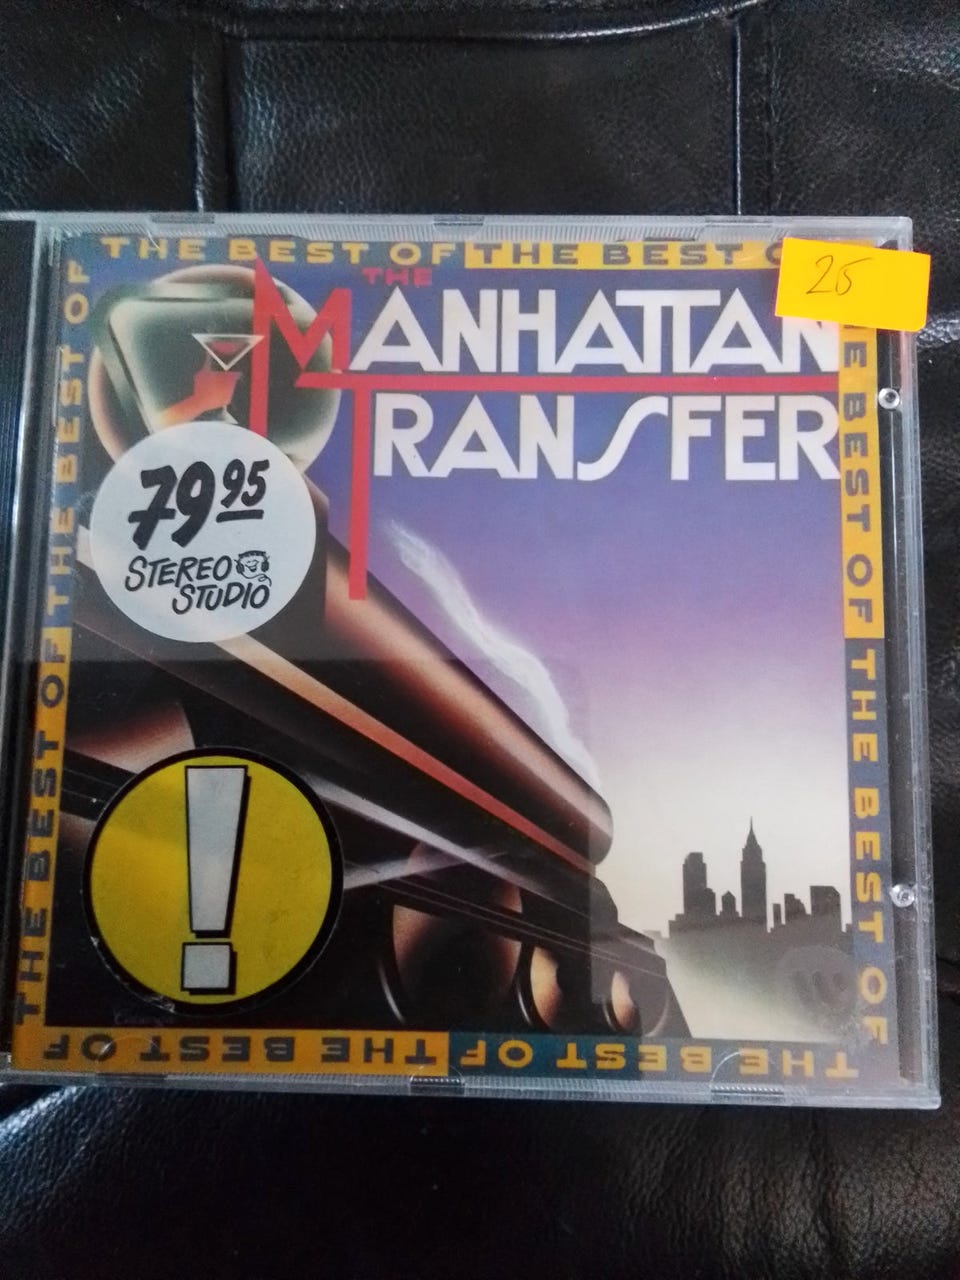 THE BEST OF THE BEST O
25
THE
MANHATTAN
TRANSFER
79 95
STEREO
STUDIO
!
THE BEST OF THE BEST OF
THE BEST OF THE BEST OF
THE BEST OF THE BEST OF